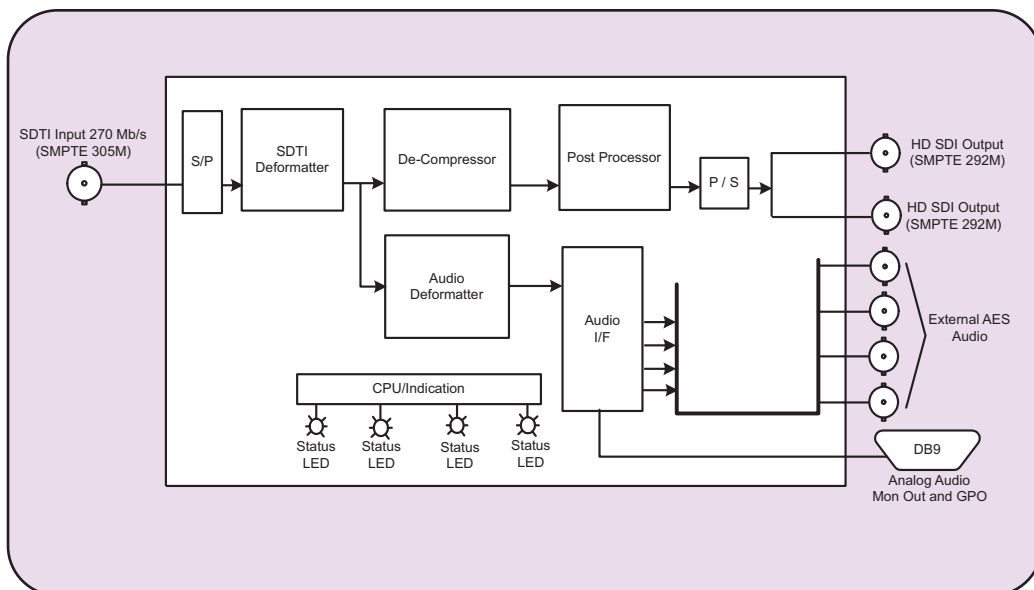 SDTI Input 270 Mb/s
(SMPTE 305M)
S/P
SDTI
Deformatter
De-Compressor
Post Processor
P / S
HD SDI Output
(SMPTE 292M)
HD SDI Output
(SMPTE 292M)
Audio
Deformatter
Audio
I/F
External AES
Audio
CPU/Indication
Status
LED
Status
LED
Status
LED
Status
LED
DB9
Analog Audio
Mon Out and GPO